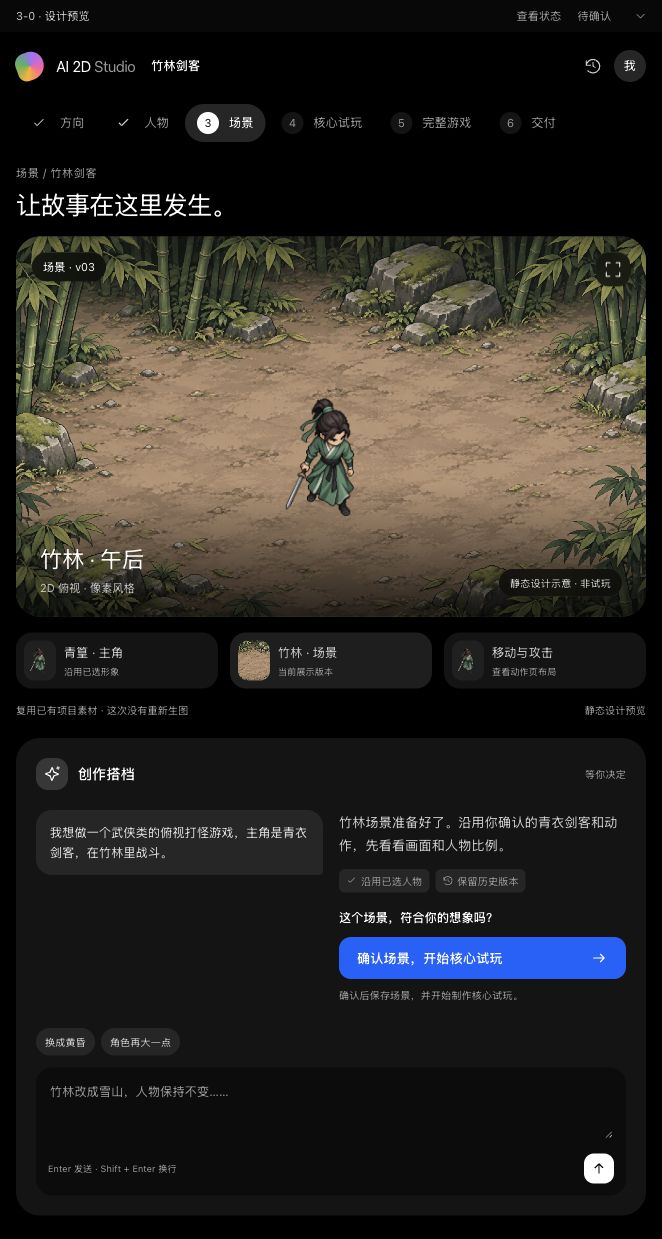 3-0 · 设计预览
查看状态
待确认
AI 2D Studio
竹林剑客
我
方向
人物
3 场景
4 核心试玩
5 完整游戏
6 交付
场景 / 竹林剑客
让故事在这里发生。
场景 · v03
竹林 · 午后
2D 俯视 · 像素风格
静态设计示意 · 非试玩
青篁 · 主角
沿用已选形象
竹林 · 场景
当前展示版本
移动与攻击
查看动作页布局
复用已有项目素材 · 这次没有重新生图
静态设计预览
创作搭档
等你决定
我想做一个武侠类的俯视打怪游戏，主角是青衣
剑客，在竹林里战斗。
竹林场景准备好了。沿用你确认的青衣剑客和动
作，先看看画面和人物比例。
沿用已选人物
保留历史版本
这个场景，符合你的想象吗？
确认场景，开始核心试玩
确认后保存场景，并开始制作核心试玩。
换成黄昏
角色再大一点
竹林改成雪山，人物保持不变……
Enter 发送 · Shift + Enter 换行